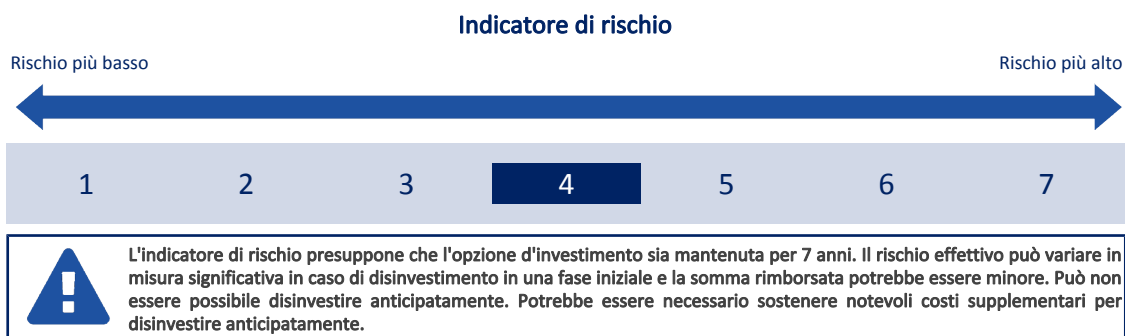 Indicatore di rischio
Rischio più basso
Rischio più alto
1 2 3 4 5 6 7
L'indicatore di rischio presuppone che l'opzione d'investimento sia mantenuta per 7 anni. Il rischio effettivo può variare in
misura significativa in caso di disinvestimento in una fase iniziale e la somma rimborsata potrebbe essere minore. Può non
essere possibile disinvestire anticipatamente. Potrebbe essere necessario sostenere notevoli costi supplementari per
disinvestire anticipatamente.